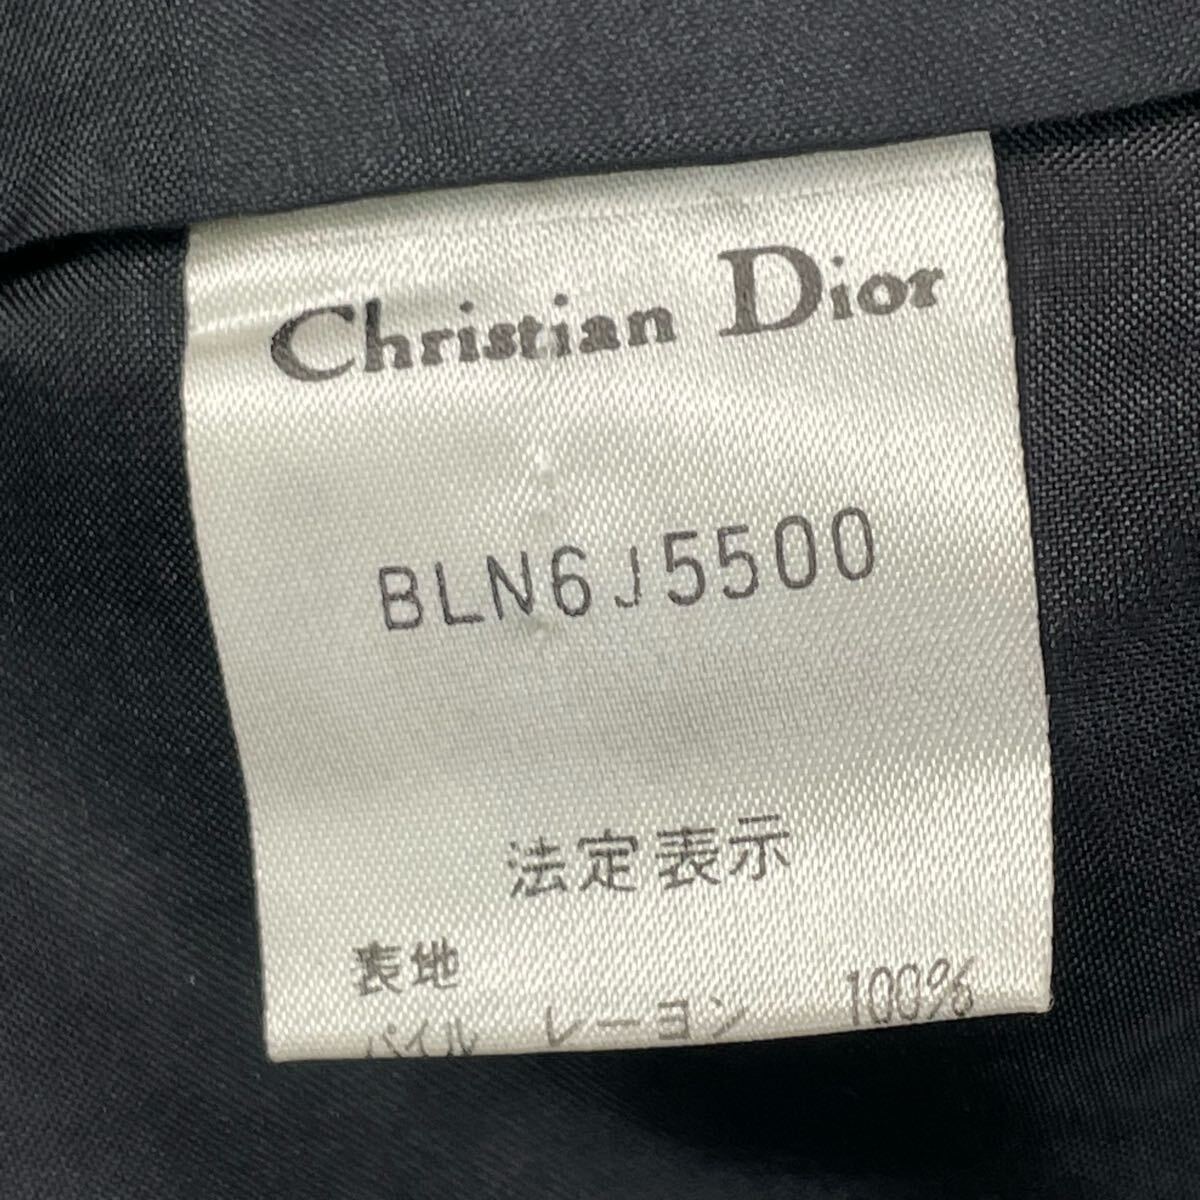 Christian Dior
BLN6J5500
法定表示
表地
パイル レーヨン 100%